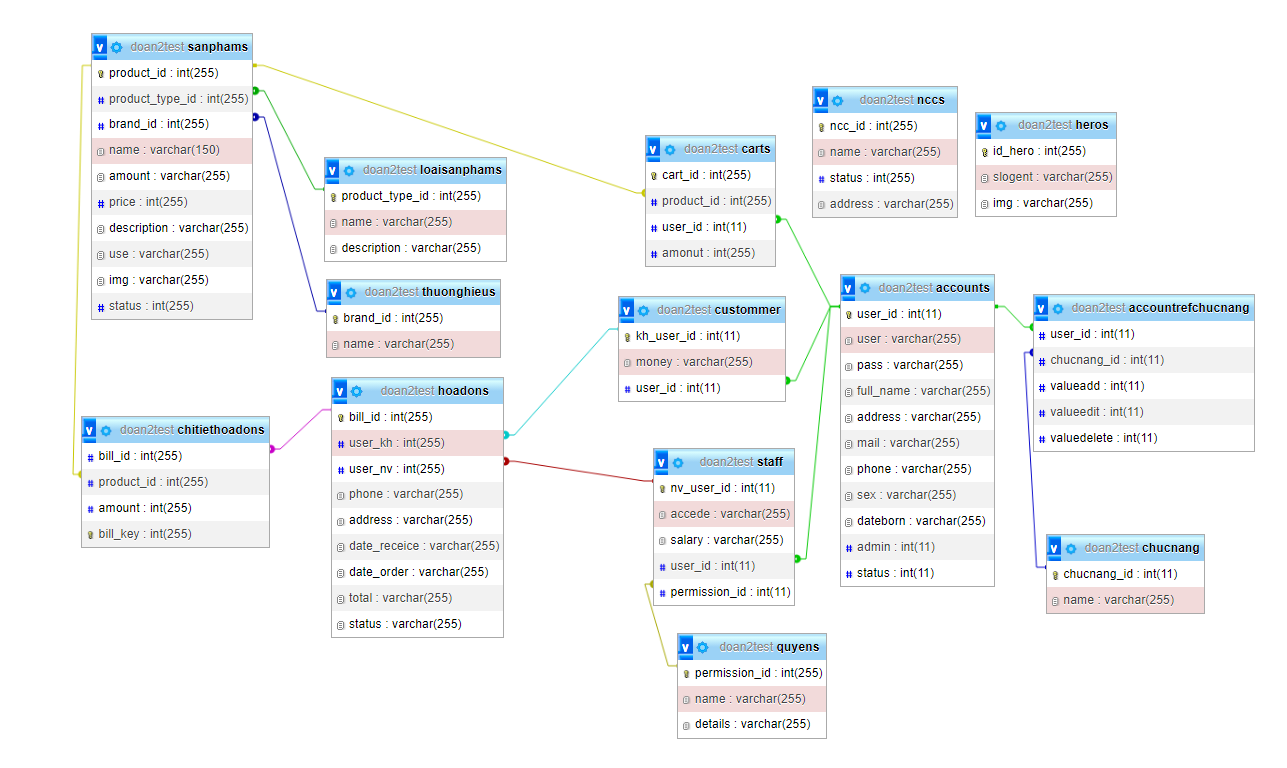 doan2test sanphams
product_id : int(255)
product_type_id : int(255)
brand_id : int(255)
name : varchar(150)
amount : varchar(255)
price : int(255)
description : varchar(255)
use : varchar(255)
img : varchar(255)
status : int(255)
doan2test loaisanphams
product_type_id : int(255)
name : varchar(255)
description : varchar(255)
doan2test thuonghieus
brand_id : int(255)
name : varchar(255)
doan2test hoadons
bill_id : int(255)
user_kh : int(255)
user_nv : int(255)
phone : varchar(255)
address : varchar(255)
date_receice : varchar(255)
date_order : varchar(255)
total : varchar(255)
status : varchar(255)
doan2test chitiethoadons
bill_id : int(255)
product_id : int(255)
amount : int(255)
bill_key : int(255)
doan2test carts
cart_id : int(255)
product_id : int(255)
user_id : int(11)
amonut : int(255)
doan2test custommer
kh_user_id : int(11)
money : varchar(255)
user_id : int(11)
doan2test staff
nv_user_id : int(11)
accede : varchar(255)
salary : varchar(255)
user_id : int(11)
permission_id : int(11)
doan2test quyens
permission_id : int(255)
name : varchar(255)
details : varchar(255)
doan2test nccs
ncc_id : int(255)
name : varchar(255)
status : int(255)
address : varchar(255)
doan2test heros
id_hero : int(255)
slogent : varchar(255)
img : varchar(255)
doan2test accounts
user_id : int(11)
user : varchar(255)
pass : varchar(255)
full_name : varchar(255)
address : varchar(255)
mail : varchar(255)
phone : varchar(255)
sex : varchar(255)
dateborn : varchar(255)
admin : int(11)
status : int(11)
doan2test accountrefchucnang
user_id : int(11)
chucnang_id : int(11)
valueadd : int(11)
valueedit : int(11)
valuedelete : int(11)
doan2test chucnang
chucnang_id : int(11)
name : varchar(255)